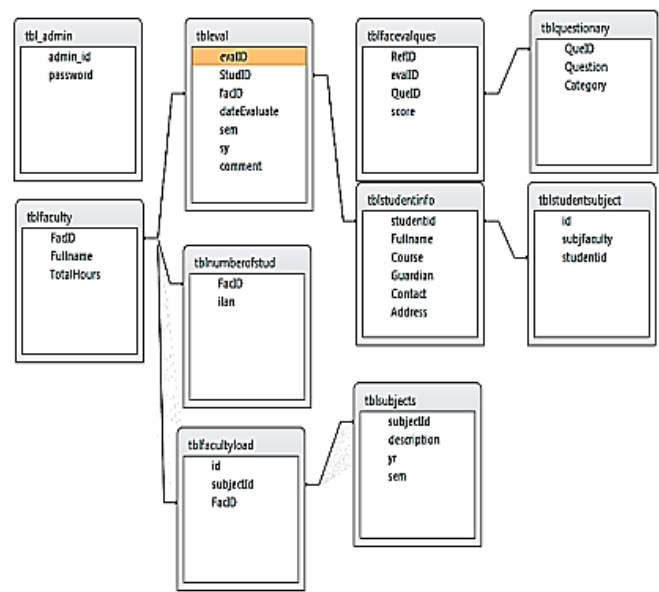 tbl_admin
admin_id
password
tbleval
evalID
StudID
facID
dateEvaluate
sem
sy
comment
tblfacevalques
RefID
evalID
QueID
score
tblquestionary
QueID
Question
Category
tblfaculty
FacID
Fullname
TotalHours
tblnumberofstud
FacID
ilan
tblstudentinfo
studentid
Fullname
Course
Guardian
Contact
Address
tblstudentsubject
id
subjfaculty
studentid
tblfacultyload
id
subjectId
FacID
tblsubjects
subjectId
description
yr
sem